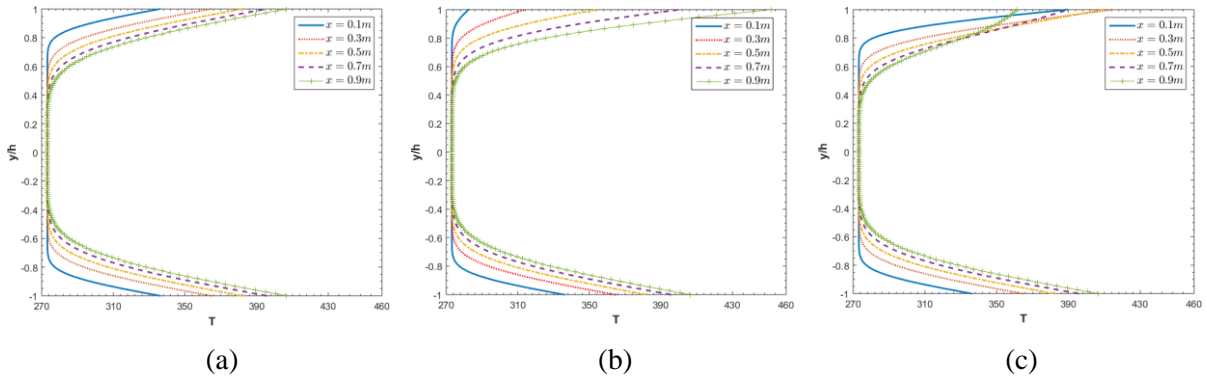 1
0.8
0.6
0.4
0.2
0
-0.2
-0.4
-0.6
-0.8
-1
y/h
270 310 350 390 430 460
T
x = 0.1m
x = 0.3m
x = 0.5m
x = 0.7m
x = 0.9m
(a)
1
0.8
0.6
0.4
0.2
0
-0.2
-0.4
-0.6
-0.8
-1
y/h
270 310 350 390 430 460
T
x = 0.1m
x = 0.3m
x = 0.5m
x = 0.7m
x = 0.9m
(b)
1
0.8
0.6
0.4
0.2
0
-0.2
-0.4
-0.6
-0.8
-1
y/h
270 310 350 390 430 460
T
x = 0.1m
x = 0.3m
x = 0.5m
x = 0.7m
x = 0.9m
(c)